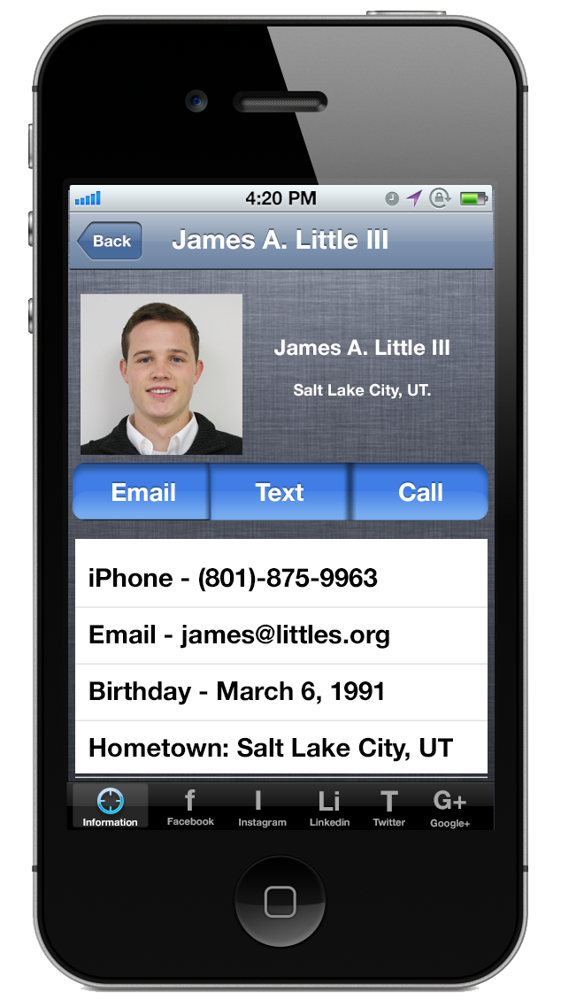 4:20 PM
Back
James A. Little III
James A. Little III
Salt Lake City, UT.
Email Text Call
iPhone - (801)-875-9963
Email - james@littles.org
Birthday - March 6, 1991
Hometown: Salt Lake City, UT
f I Li T G+
Information Facebook Instagram Linkedin Twitter Google+